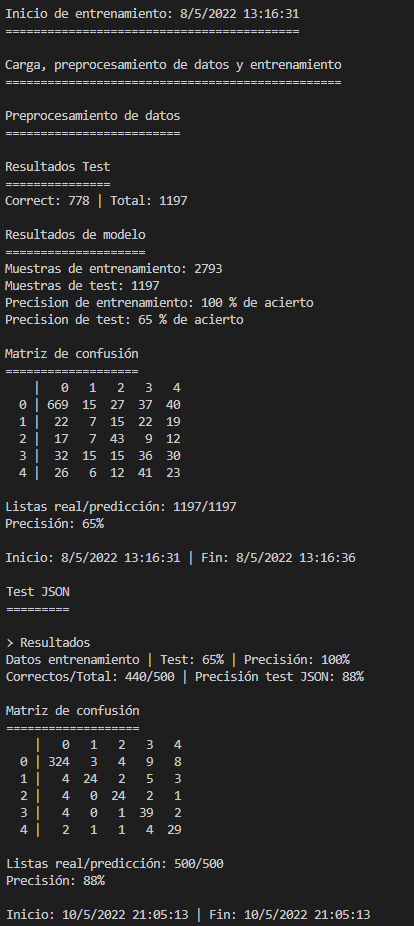 Inicio de entrenamiento: 8/5/2022 13:16:31
==========================================
Carga, preprocesamiento de datos y entrenamiento
================================================
Preprocesamiento de datos
=========================
Resultados Test
===============
Correct: 778 | Total: 1197
Resultados de modelo
====================
Muestras de entrenamiento: 2793
Muestras de test: 1197
Precision de entrenamiento: 100 % de acierto
Precision de test: 65 % de acierto
Matriz de confusión
===================
    |   0   1   2   3   4
  0 | 669  15  27  37  40
  1 |  22   7  15  22  19
  2 |  17   7  43   9  12
  3 |  32  15  15  36  30
  4 |  26   6  12  41  23
Listas real/predicción: 1197/1197
Precisión: 65%
Inicio: 8/5/2022 13:16:31 | Fin: 8/5/2022 13:16:36
Test JSON
=========
> Resultados
Datos entrenamiento | Test: 65% | Precisión: 100%
Correctos/Total: 440/500 | Precisión test JSON: 88%
Matriz de confusión
===================
    |   0   1   2   3   4
  0 | 324   3   4   9   8
  1 |   4  24   2   5   3
  2 |   4   0  24   2   1
  3 |   4   0   1  39   2
  4 |   2   1   1   4  29
Listas real/predicción: 500/500
Precisión: 88%
Inicio: 10/5/2022 21:05:13 | Fin: 10/5/2022 21:05:13